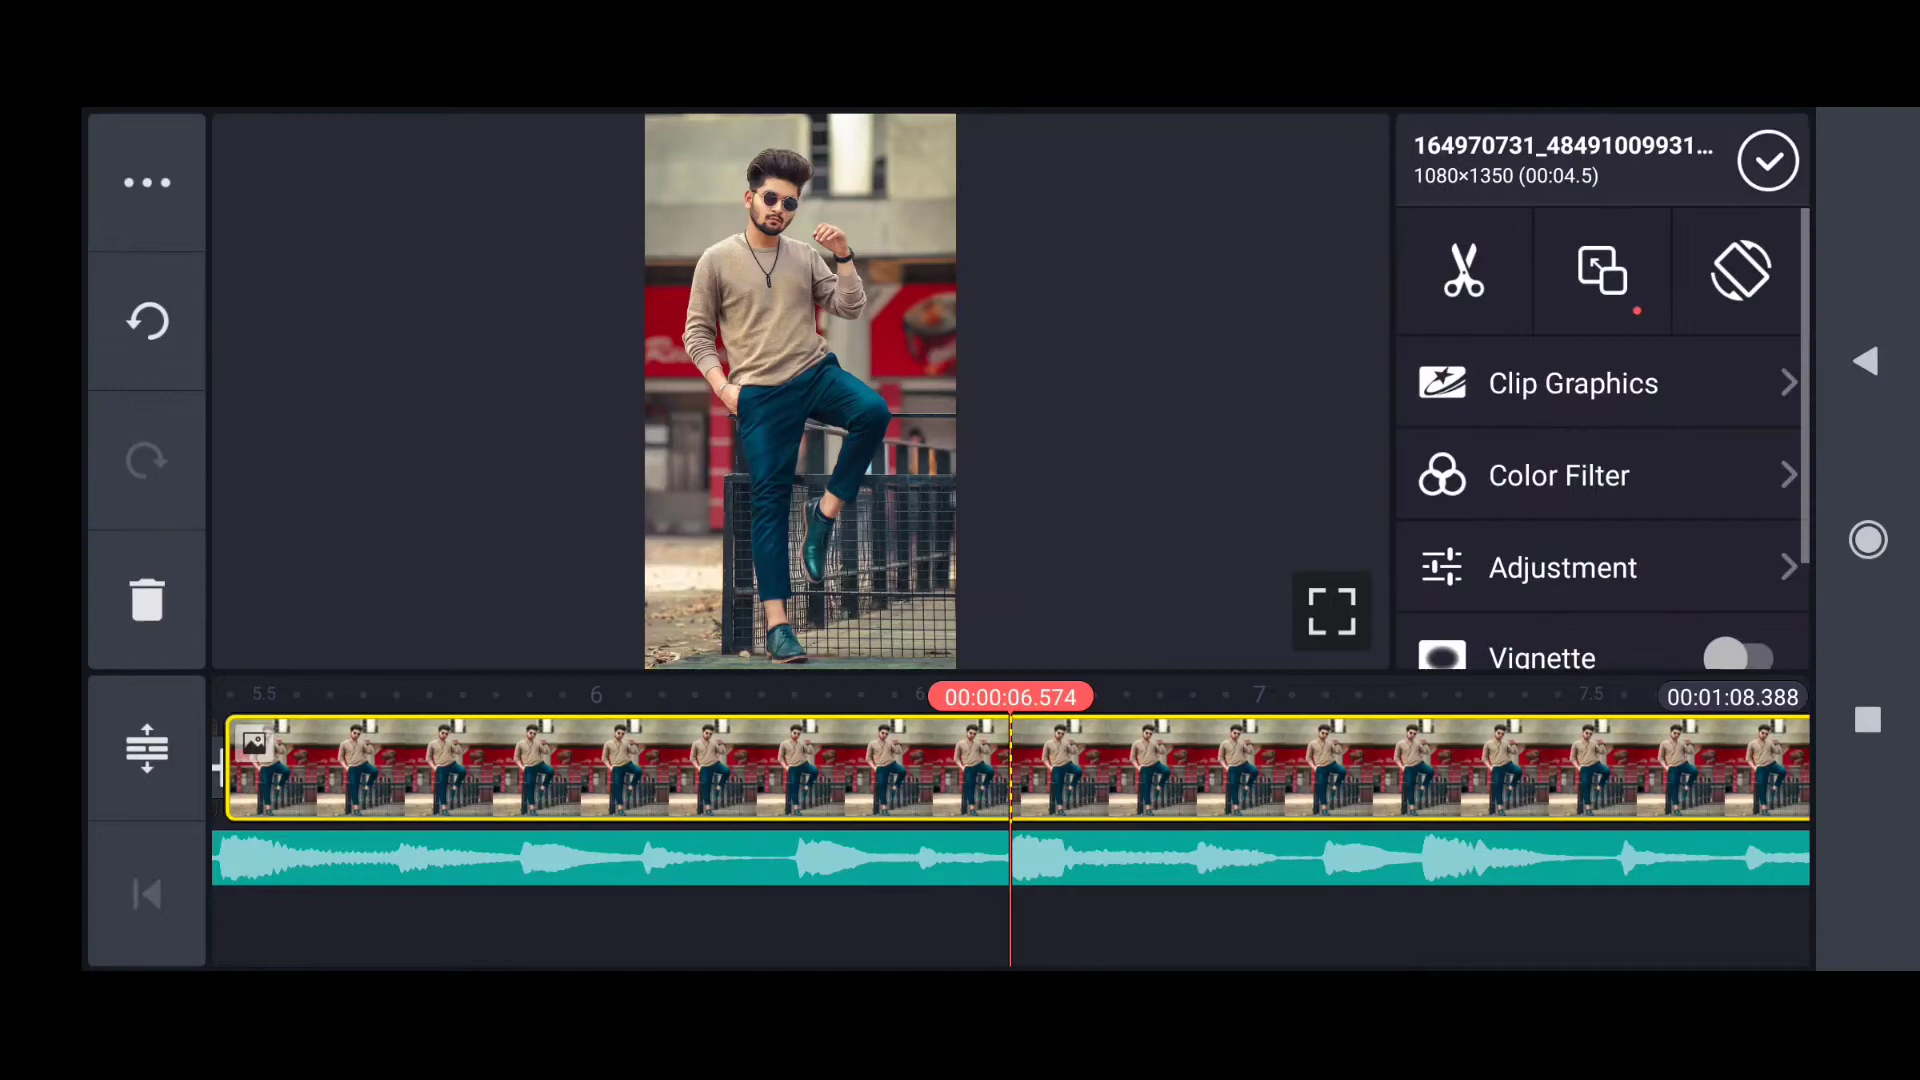 164970731_48491009931...
1080×1350 (00:04.5)
Clip Graphics
Color Filter
Adjustment
Vignette
5.5
6
6
00:00:06.574
7
7.5
00:01:08.388